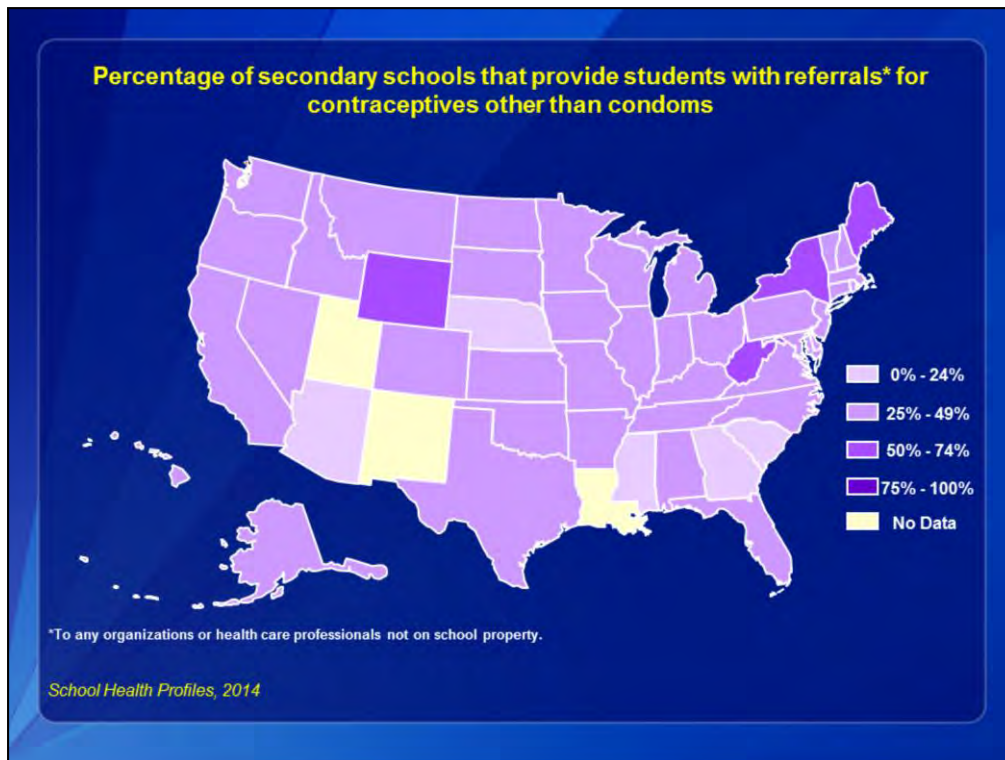 Percentage of secondary schools that provide students with referrals* for
contraceptives other than condoms
0% - 24%
25% - 49%
50% - 74%
75% - 100%
No Data
*To any organizations or health care professionals not on school property.
School Health Profiles, 2014